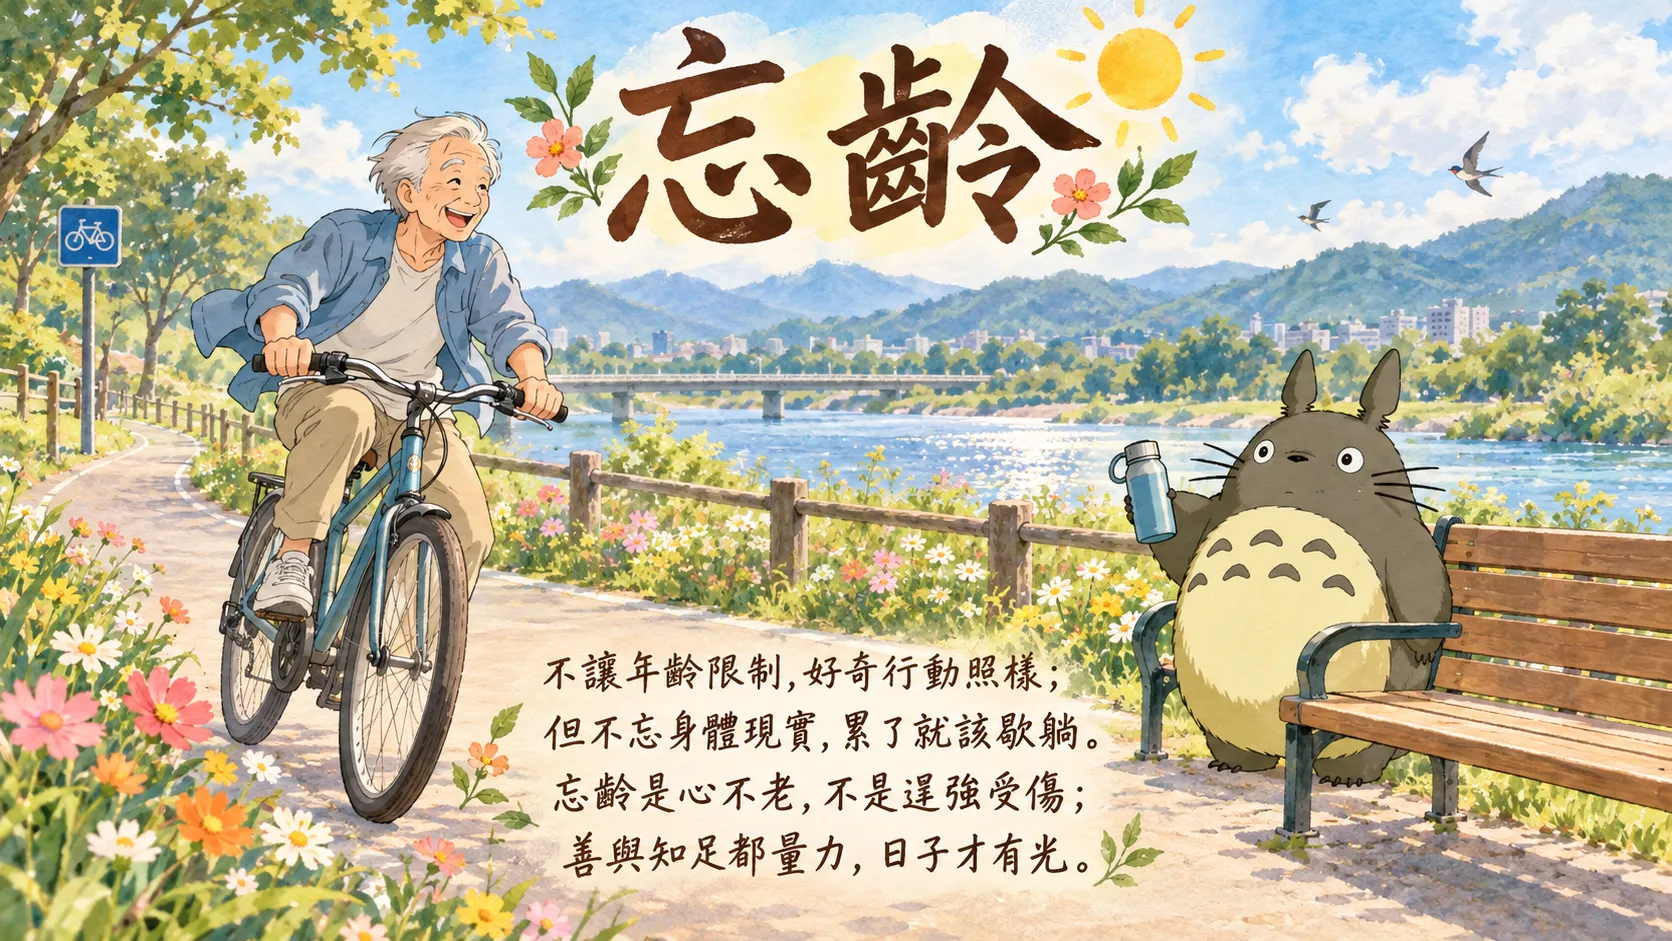 忘齡
不讓年齡限制,好奇行動照樣;
但不忘身體現實,累了就該歇躺。
忘齡是心不老,不是逞強受傷;
善與知足都量力,日子才有光。